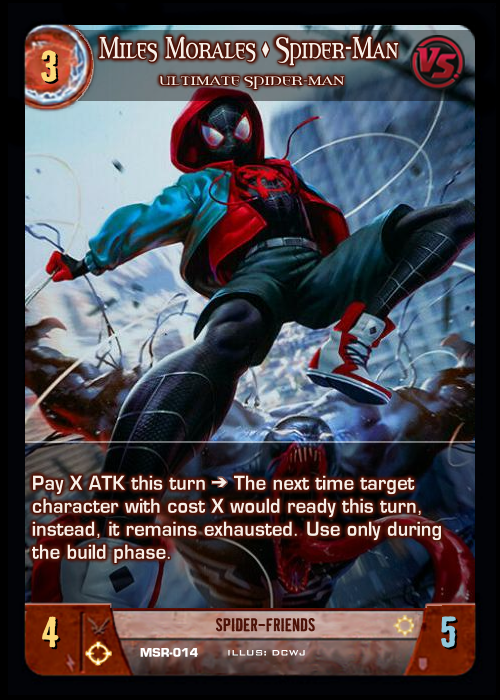 3
MILES MORALES ♦ SPIDER-MAN
VS
ULTIMATE SPIDER-MAN
Pay X ATK this turn ➔ The next time target
character with cost X would ready this turn,
instead, it remains exhausted. Use only during
the build phase.
4
SPIDER-FRIENDS
5
MSR-014 ILLUS: DCWJ